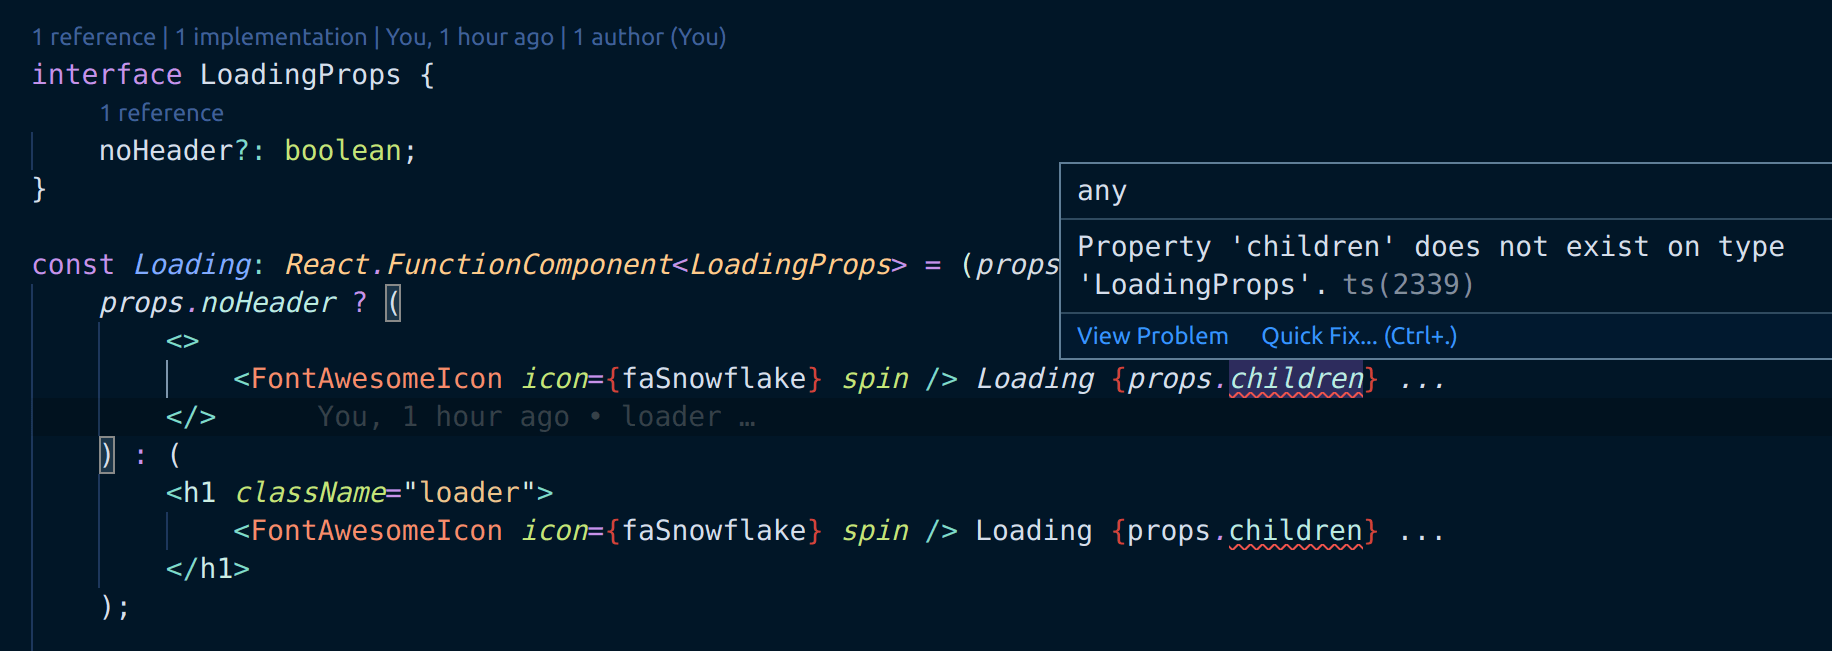 1 reference | 1 implementation | You, 1 hour ago | 1 author (You)
interface LoadingProps {
1 reference
noHeader?: boolean;
}
any
Property 'children' does not exist on type
'LoadingProps'. ts(2339)
View Problem Quick Fix... (Ctrl+.)
const Loading: React.FunctionComponent<LoadingProps> = (props
props.noHeader ? (
<>
<FontAwesomeIcon icon={faSnowflake} spin /> Loading {props.children} ...
</> You, 1 hour ago • loader …
) : (
<h1 className="loader">
<FontAwesomeIcon icon={faSnowflake} spin /> Loading {props.children} ...
</h1>
);